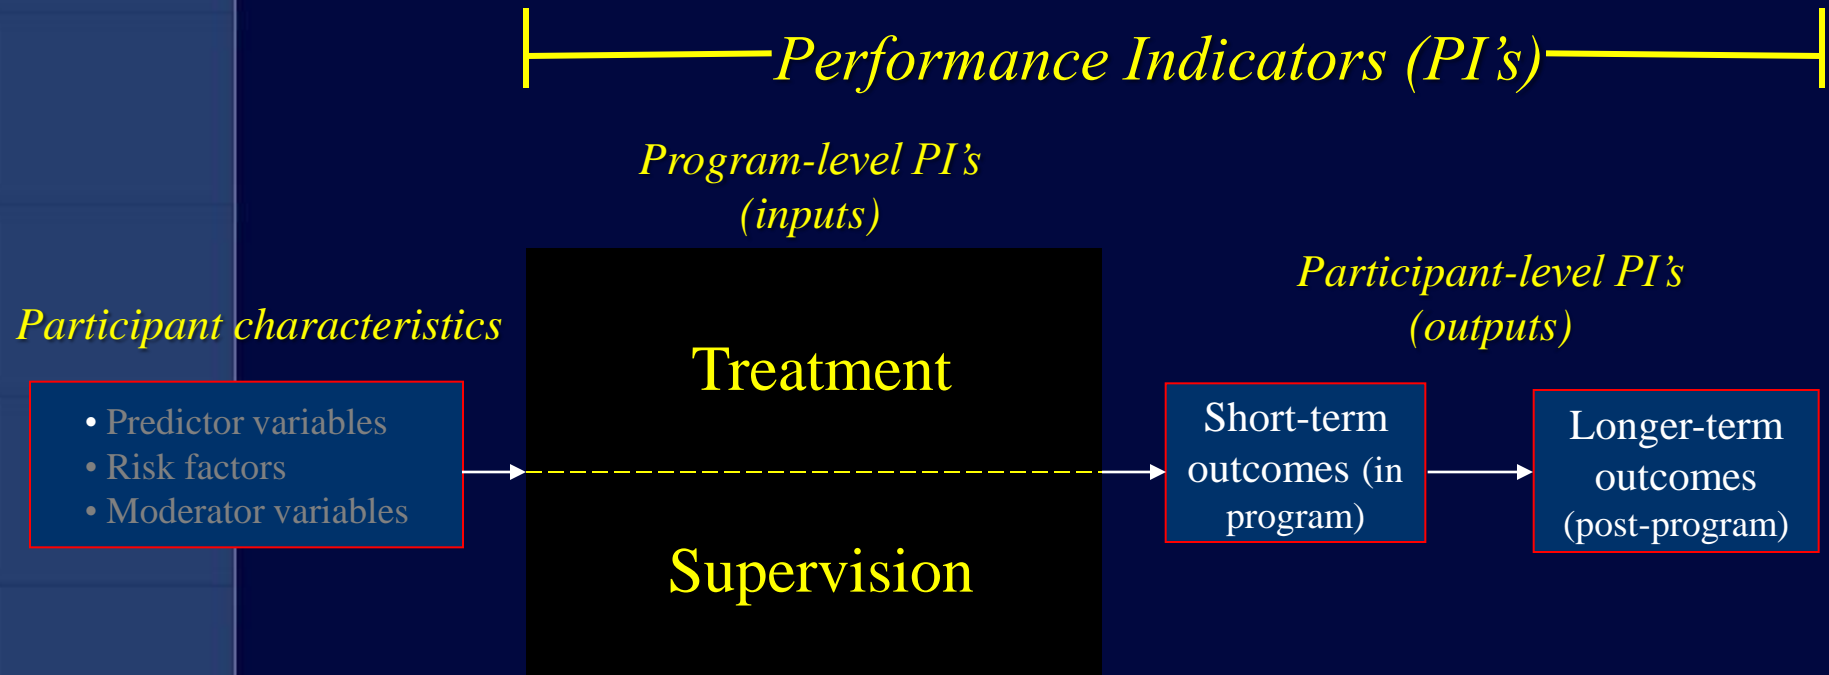 Performance Indicators (PI’s)
Program-level PI’s
(inputs)
Participant-level PI’s
(outputs)
Participant characteristics
• Predictor variables
• Risk factors
• Moderator variables
Treatment
Supervision
Short-term
outcomes (in
program)
Longer-term
outcomes
(post-program)